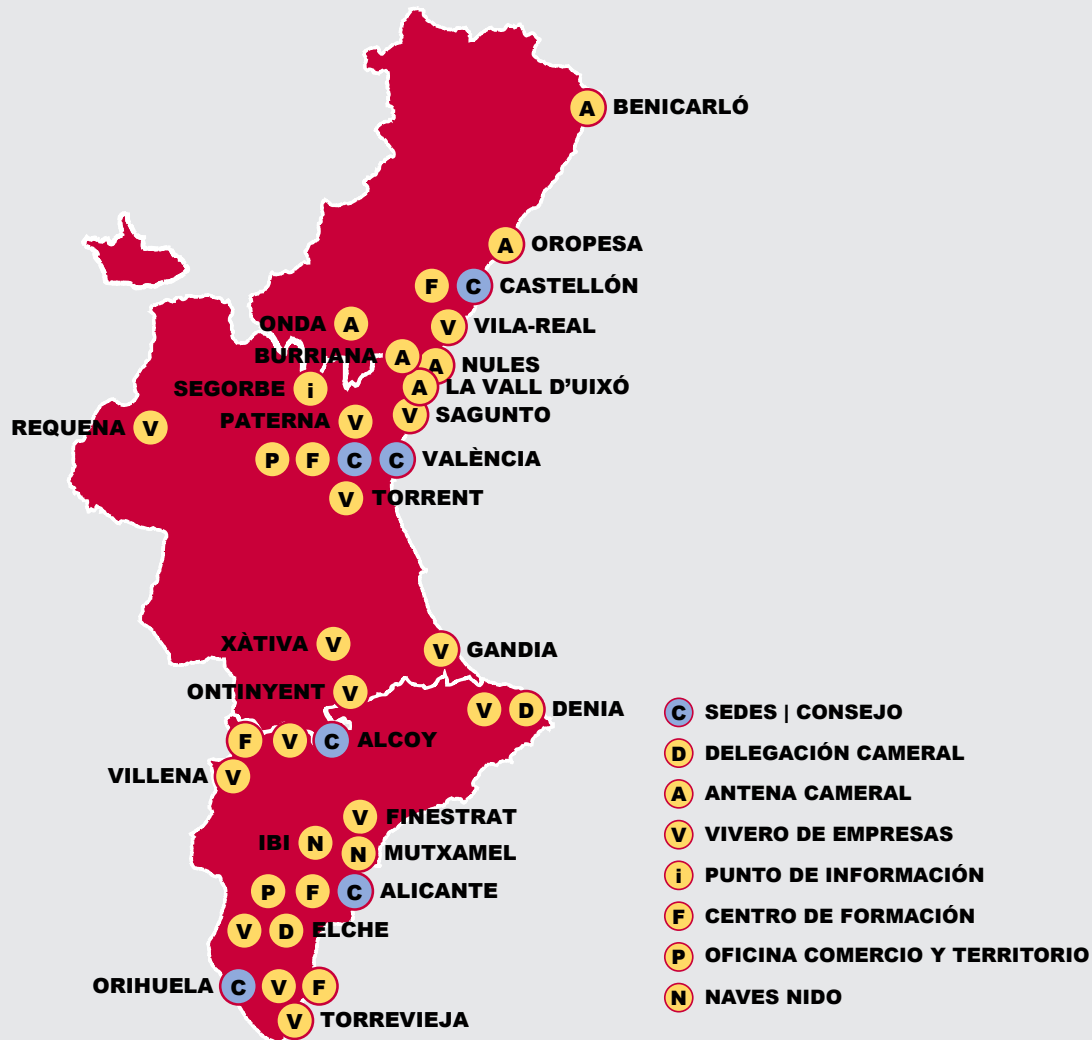 A BENICARLÓ
A OROPESA
F C CASTELLÓN
ONDA A
V VILA-REAL
BURRIANA A
A NULES
SEGORBE i
A LA VALL D'UIXÓ
V SAGUNTO
PATERNA V
REQUENA V
P F C C VALÈNCIA
V TORRENT
XÀTIVA V
V GANDIA
ONTINYENT V
V D DENIA
F V C ALCOY
VILLENA V
V FINESTRAT
IBI N
N MUTXAMEL
P F C ALICANTE
V D ELCHE
ORIHUELA C V F
V TORREVIEJA
C SEDES | CONSEJO
D DELEGACIÓN CAMERAL
A ANTENA CAMERAL
V VIVERO DE EMPRESAS
i PUNTO DE INFORMACIÓN
F CENTRO DE FORMACIÓN
P OFICINA COMERCIO Y TERRITORIO
N NAVES NIDO